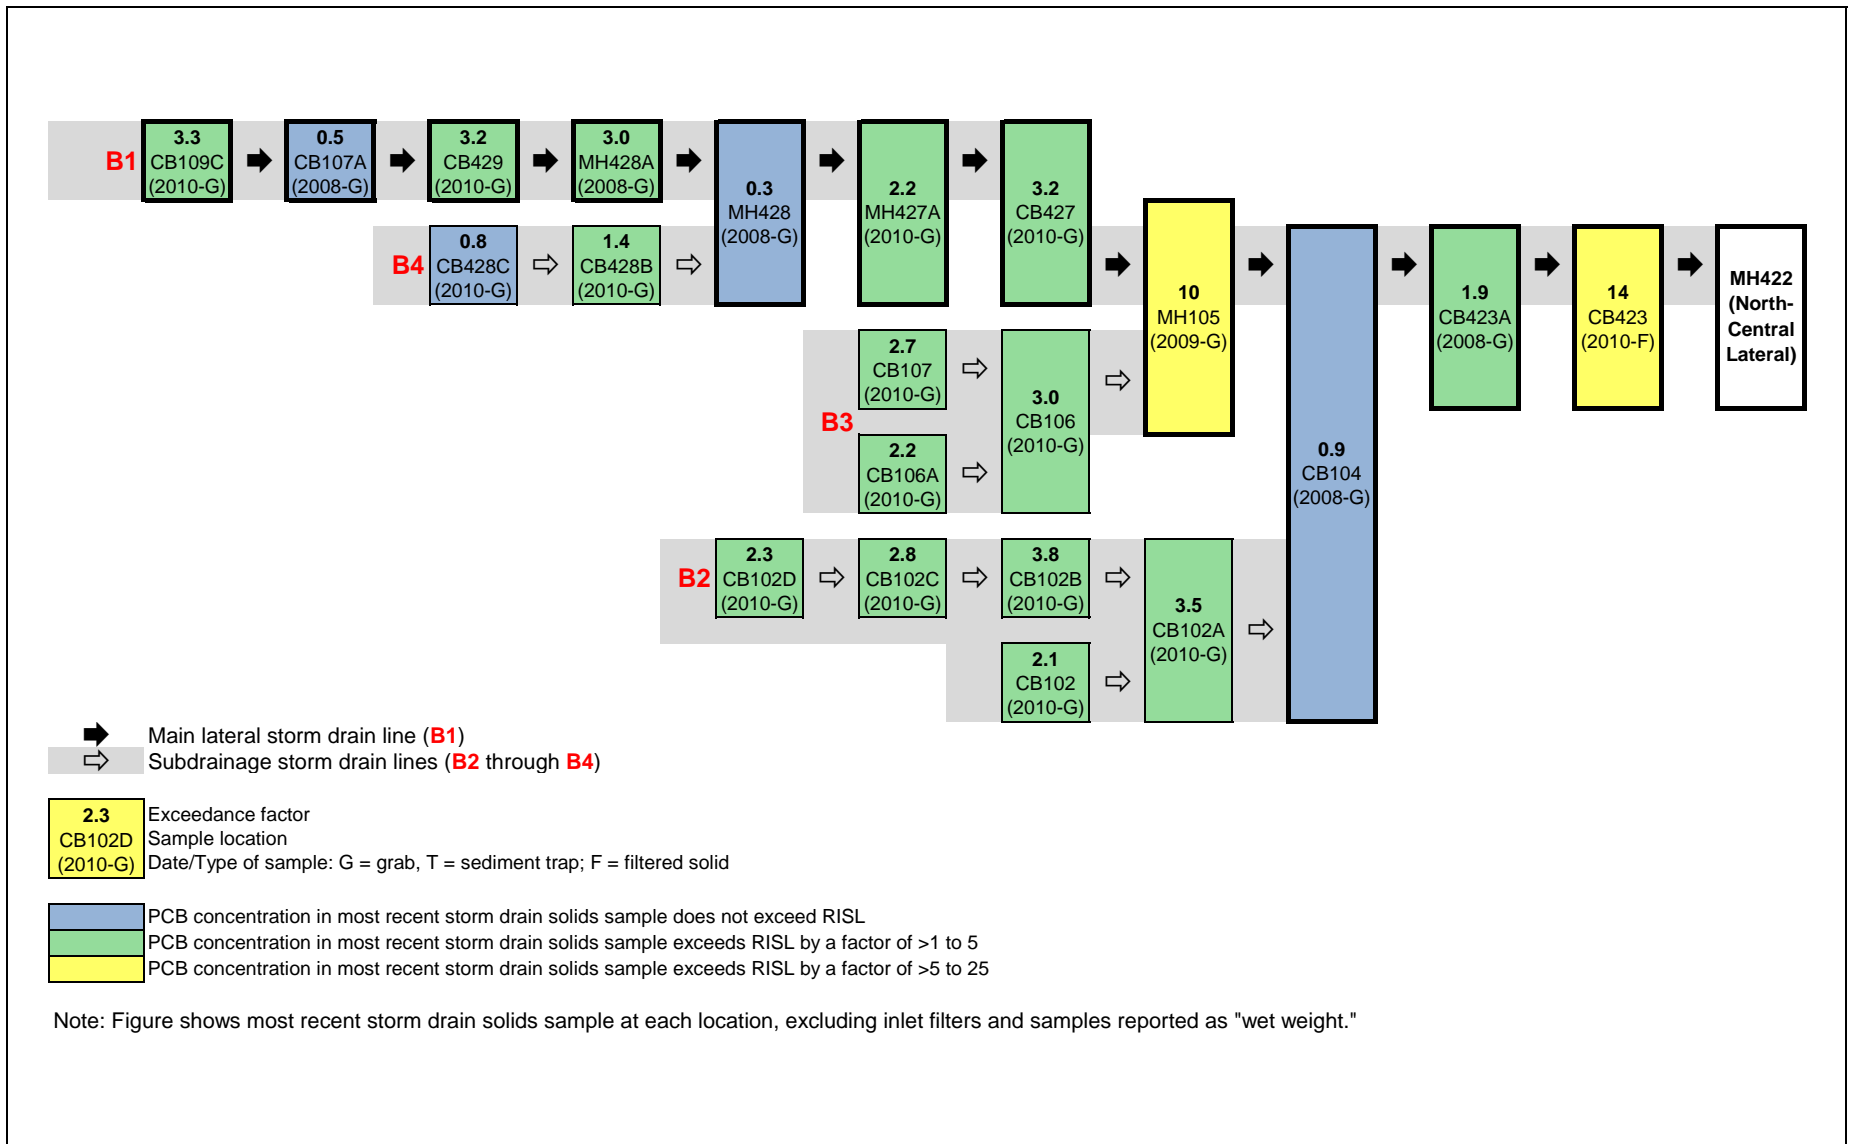 B1
3.3
CB109C
(2010-G)
0.5
CB107A
(2008-G)
3.2
CB429
(2010-G)
3.0
MH428A
(2008-G)
0.3
MH428
(2008-G)
2.2
MH427A
(2010-G)
3.2
CB427
(2010-G)
B4
0.8
CB428C
(2010-G)
1.4
CB428B
(2010-G)
10
MH105
(2009-G)
0.9
CB104
(2008-G)
1.9
CB423A
(2008-G)
14
CB423
(2010-F)
MH422
(North-
Central
Lateral)
B3
2.7
CB107
(2010-G)
2.2
CB106A
(2010-G)
3.0
CB106
(2010-G)
B2
2.3
CB102D
(2010-G)
2.8
CB102C
(2010-G)
3.8
CB102B
(2010-G)
2.1
CB102
(2010-G)
3.5
CB102A
(2010-G)
Main lateral storm drain line (B1)
Subdrainage storm drain lines (B2 through B4)
2.3
CB102D
(2010-G)
Exceedance factor
Sample location
Date/Type of sample: G = grab, T = sediment trap; F = filtered solid
PCB concentration in most recent storm drain solids sample does not exceed RISL
PCB concentration in most recent storm drain solids sample exceeds RISL by a factor of >1 to 5
PCB concentration in most recent storm drain solids sample exceeds RISL by a factor of >5 to 25
Note: Figure shows most recent storm drain solids sample at each location, excluding inlet filters and samples reported as "wet weight."